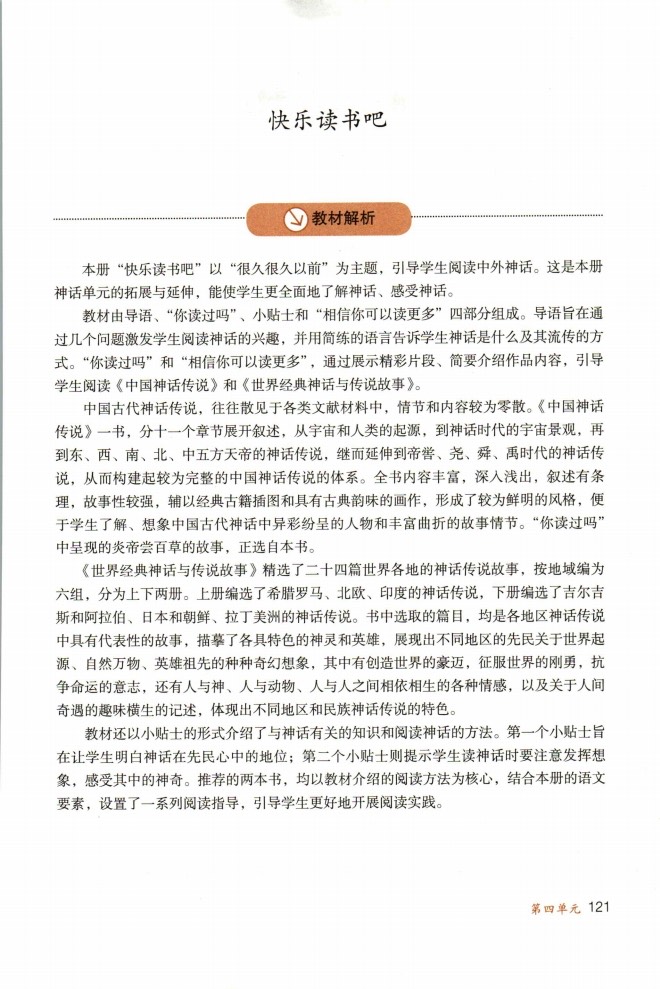 快乐读书吧
教材解析
本册“快乐读书吧”以“很久很久以前”为主题，引导学生阅读中外神话。这是本册
神话单元的拓展与延伸，能使学生更全面地了解神话、感受神话。
教材由导语、“你读过吗”、小贴士和“相信你可以读更多”四部分组成。导语旨在通
过几个问题激发学生阅读神话的兴趣，并用简练的语言告诉学生神话是什么及其流传的方
式。“你读过吗”和“相信你可以读更多”，通过展示精彩片段、简要介绍作品内容，引导
学生阅读《中国神话传说》和《世界经典神话与传说故事》。
中国古代神话传说，往往散见于各类文献材料中，情节和内容较为零散。《中国神话
传说》一书，分十一个章节展开叙述，从宇宙和人类的起源，到神话时代的宇宙景观，再
到东、西、南、北、中五方天帝的神话传说，继而延伸到帝喾、尧、舜、禹时代的神话传
说，从而构建起较为完整的中国神话传说的体系。全书内容丰富，深入浅出，叙述有条
理，故事性较强，辅以经典古籍插图和具有古典韵味的画作，形成了较为鲜明的风格，便
于学生了解、想象中国古代神话中异彩纷呈的人物和丰富曲折的故事情节。“你读过吗”
中呈现的炎帝尝百草的故事，正选自本书。
《世界经典神话与传说故事》精选了二十四篇世界各地的神话传说故事，按地域编为
六组，分为上下两册。上册编选了希腊罗马、北欧、印度的神话传说，下册编选了吉尔吉
斯和阿拉伯、日本和朝鲜、拉丁美洲的神话传说。书中选取的篇目，均是各地区神话传说
中具有代表性的故事，描摹了各具特色的神灵和英雄，展现出不同地区的先民关于世界起
源、自然万物、英雄祖先的种种奇幻想象，其中有创造世界的豪迈，征服世界的刚勇，抗
争命运的意志，还有人与神、人与动物、人与人之间相依相生的各种情感，以及关于人间
奇遇的趣味横生的记述，体现出不同地区和民族神话传说的特色。
教材还以小贴士的形式介绍了与神话有关的知识和阅读神话的方法。第一个小贴士旨
在让学生明白神话在先民心中的地位；第二个小贴士则提示学生读神话时要注意发挥想
象，感受其中的神奇。推荐的两本书，均以教材介绍的阅读方法为核心，结合本册的语文
要素，设置了一系列阅读指导，引导学生更好地开展阅读实践。
第四单元 121